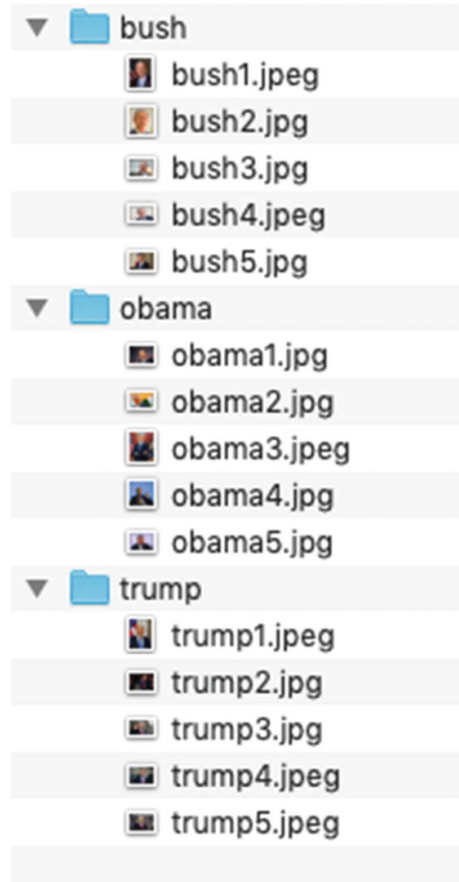 bush
bush1.jpeg
bush2.jpg
bush3.jpg
bush4.jpeg
bush5.jpg
obama
obama1.jpg
obama2.jpg
obama3.jpeg
obama4.jpg
obama5.jpg
trump
trump1.jpeg
trump2.jpg
trump3.jpg
trump4.jpeg
trump5.jpeg